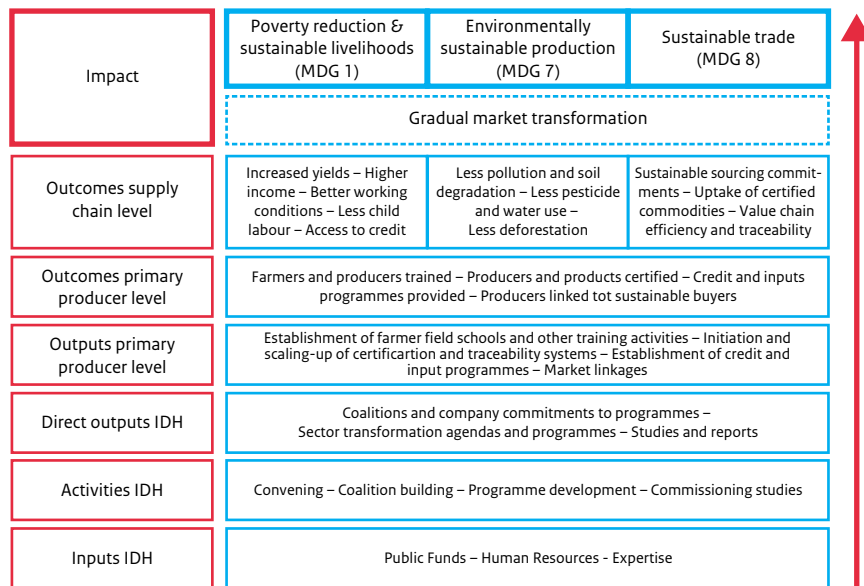 Impact
Poverty reduction &
sustainable livelihoods
(MDG 1)
Environmentally
sustainable production
(MDG 7)
Sustainable trade
(MDG 8)
Gradual market transformation
Outcomes supply
chain level
Increased yields – Higher
income – Better working
conditions – Less child
labour – Access to credit
Less pollution and soil
degradation – Less pesticide
and water use –
Less deforestation
Sustainable sourcing commit-
ments – Uptake of certified
commodities – Value chain
efficiency and traceability
Outcomes primary
producer level
Farmers and producers trained – Producers and products certified – Credit and inputs
programmes provided – Producers linked tot sustainable buyers
Outputs primary
producer level
Establishment of farmer field schools and other training activities – Initiation and
scaling-up of certificartion and traceability systems – Establishment of credit and
input programmes – Market linkages
Direct outputs IDH
Coalitions and company commitments to programmes –
Sector transformation agendas and programmes – Studies and reports
Activities IDH
Convening – Coalition building – Programme development – Commissioning studies
Inputs IDH
Public Funds – Human Resources - Expertise